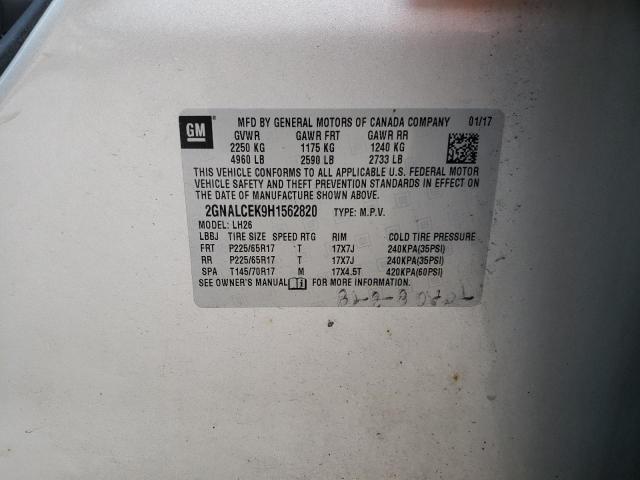 GM
MFD BY GENERAL MOTORS OF CANADA COMPANY 01/17
GVWR GAWR FRT GAWR RR
2250 KG 1175 KG 1240 KG
4960 LB 2590 LB 2733 LB
THIS VEHICLE CONFORMS TO ALL APPLICABLE U.S. FEDERAL MOTOR
VEHICLE SAFETY AND THEFT PREVENTION STANDARDS IN EFFECT ON
THE DATE OF MANUFACTURE SHOWN ABOVE.
2GNALCEK9H1562820 TYPE: M.P.V.
MODEL: LH26
LBBJ TIRE SIZE SPEED RTG RIM COLD TIRE PRESSURE
FRT P225/65R17 T 17X7J 240KPA(35PSI)
RR P225/65R17 T 17X7J 240KPA(35PSI)
SPA T145/70R17 M 17X4.5T 420KPA(60PSI)
SEE OWNER'S MANUAL FOR MORE INFORMATION.